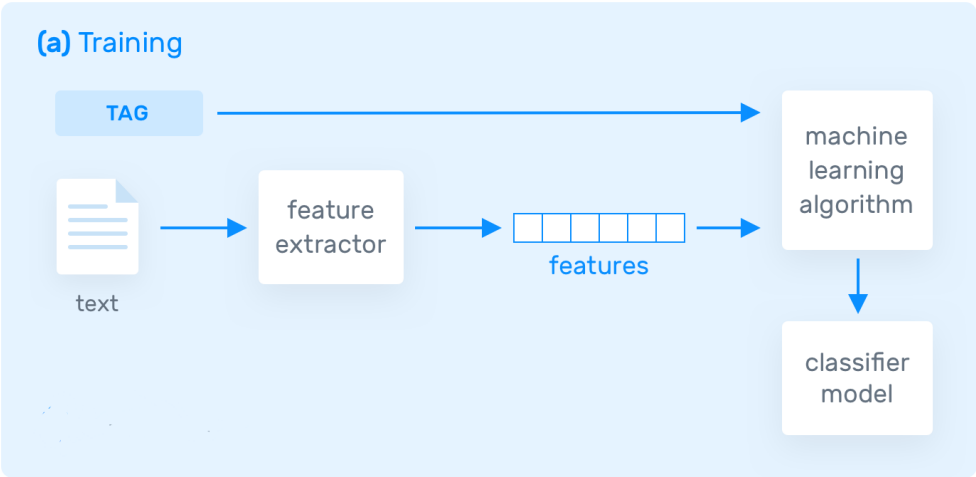 (a) Training
TAG
machine
learning
algorithm
feature
extractor
features
text
classifier
model